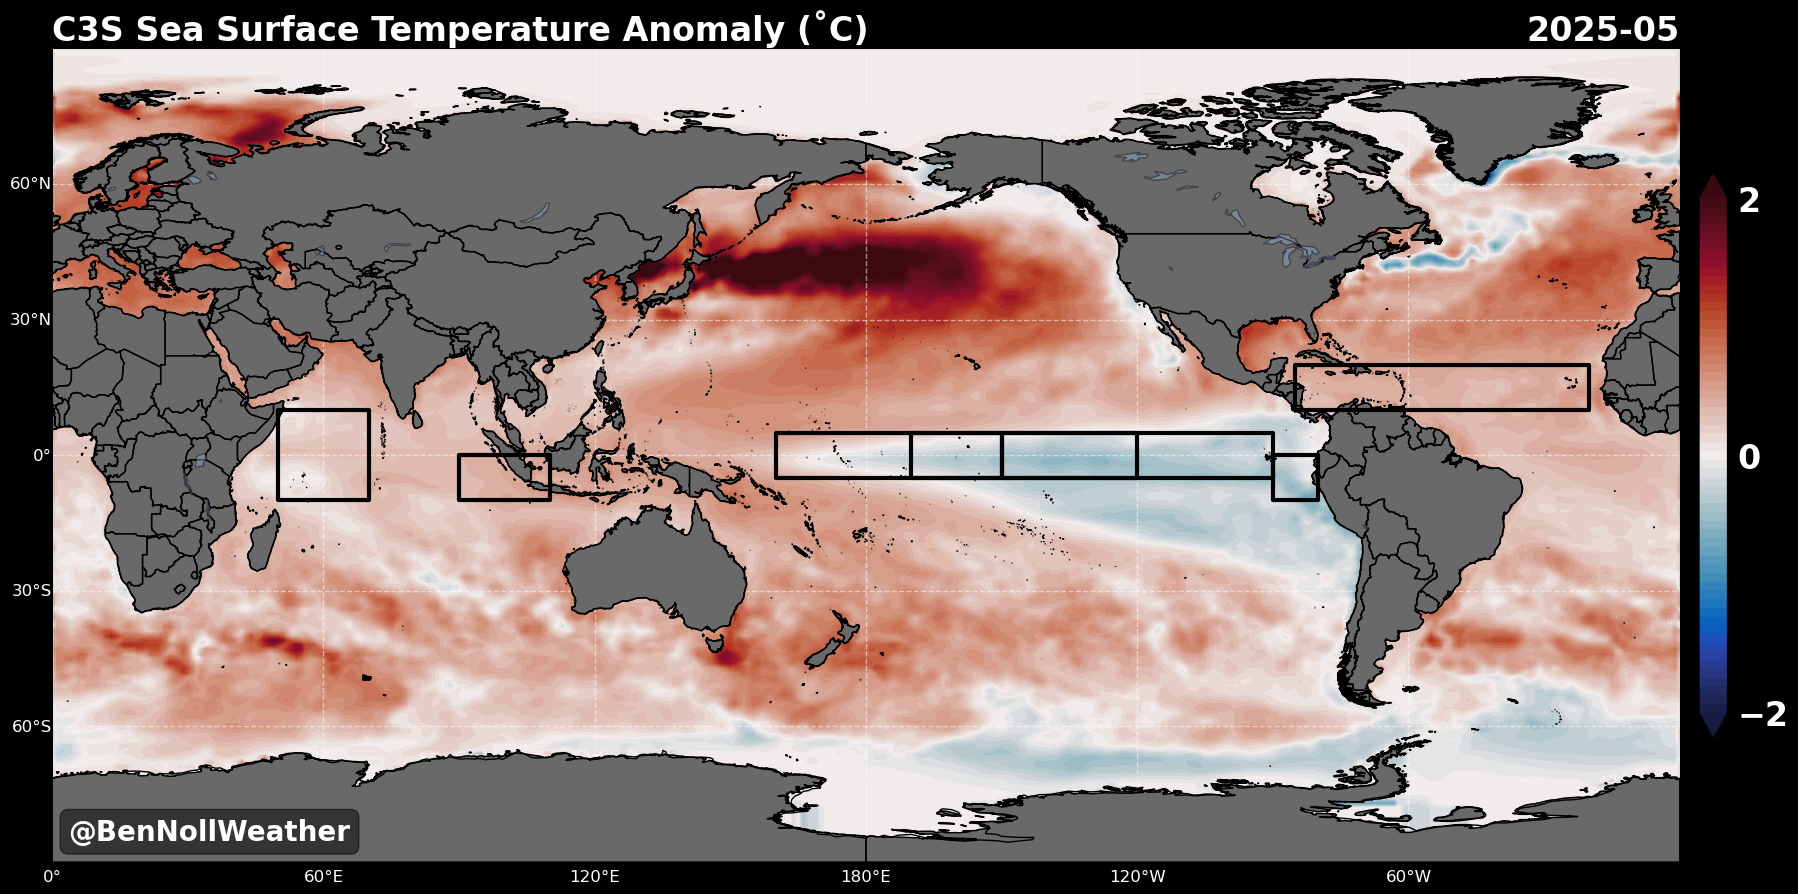 C3S Sea Surface Temperature Anomaly (˚C)
2025-05
60°N
30°N
0°
30°S
60°S
2
0
−2
@BenNollWeather
0°
60°E
120°E
180°E
120°W
60°W